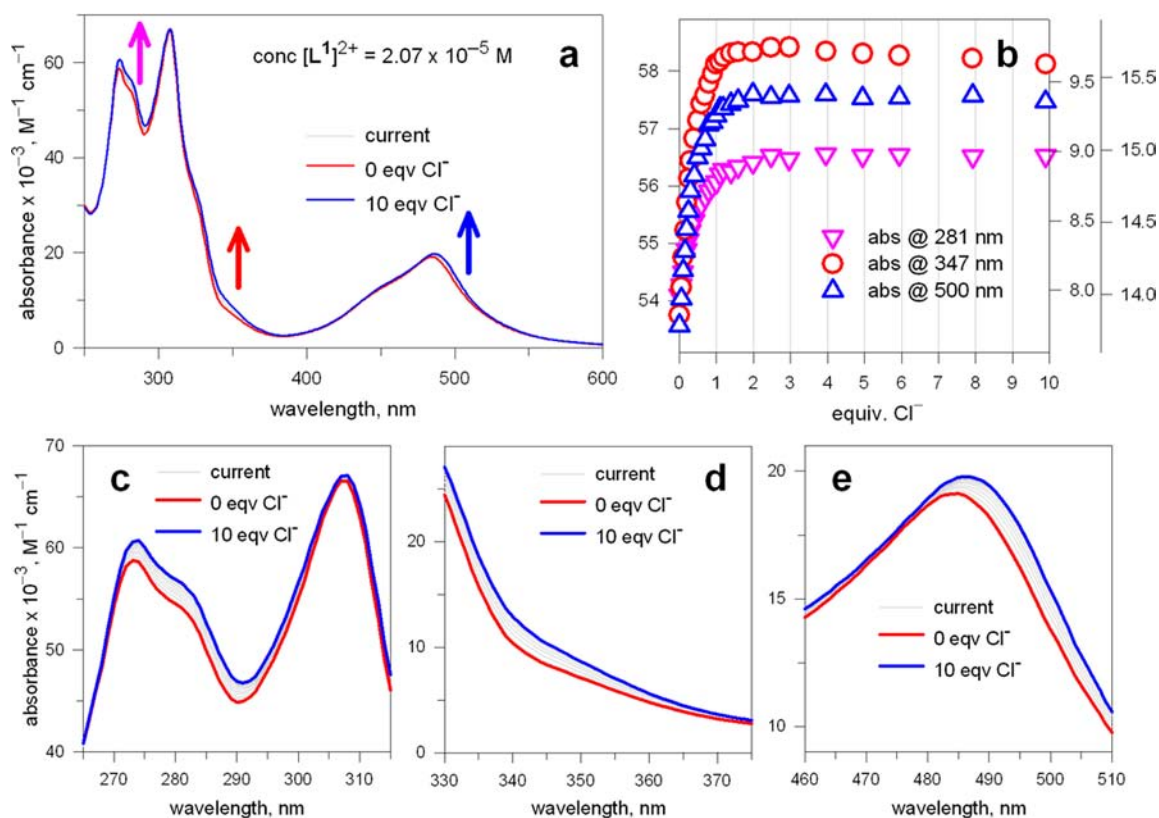 a
conc [L¹]²⁺ = 2.07 x 10⁻⁵ M
current
0 eqv Cl⁻
10 eqv Cl⁻
absorbance x 10⁻³, M⁻¹ cm⁻¹
60
40
20
0
300
400
500
600
wavelength, nm
b
58
57
56
55
54
9.5
9.0
8.5
8.0
15.5
15.0
14.5
14.0
abs @ 281 nm
abs @ 347 nm
abs @ 500 nm
0 1 2 3 4 5 6 7 8 9 10
equiv. Cl⁻
c
current
0 eqv Cl⁻
10 eqv Cl⁻
absorbance x 10⁻³, M⁻¹ cm⁻¹
70
60
50
40
270
280
290
300
310
wavelength, nm
d
current
0 eqv Cl⁻
10 eqv Cl⁻
20
10
0
330
340
350
360
370
wavelength, nm
e
current
0 eqv Cl⁻
10 eqv Cl⁻
20
15
10
460
470
480
490
500
510
wavelength, nm